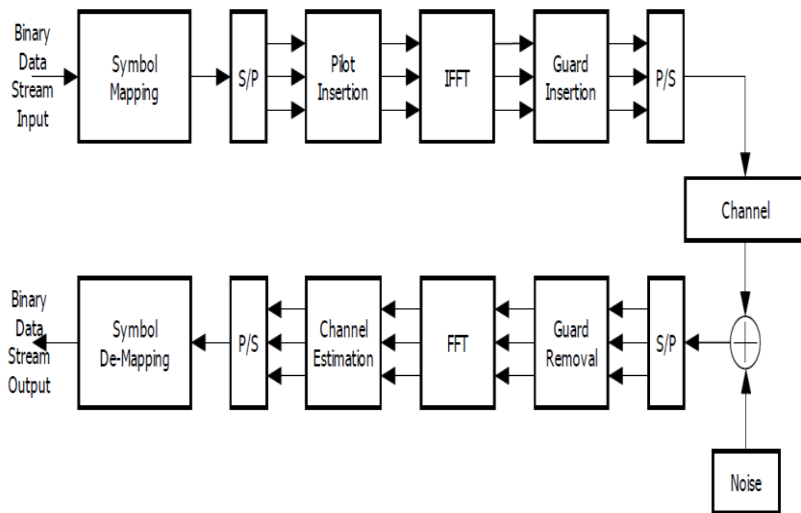 Binary
Data
Stream
Input
Symbol
Mapping
S/P
Pilot
Insertion
IFFT
Guard
Insertion
P/S
Channel
Binary
Data
Stream
Output
Symbol
De-Mapping
P/S
Channel
Estimation
FFT
Guard
Removal
S/P
Noise